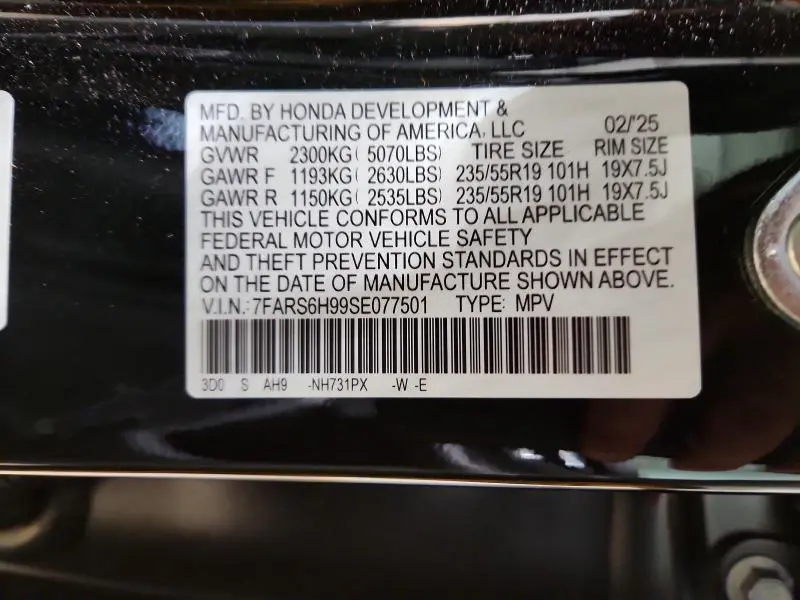 MFD. BY HONDA DEVELOPMENT &
MANUFACTURING OF AMERICA, LLC 02/'25
GVWR 2300KG( 5070LBS) TIRE SIZE RIM SIZE
GAWR F 1193KG( 2630LBS) 235/55R19 101H 19X7.5J
GAWR R 1150KG( 2535LBS) 235/55R19 101H 19X7.5J
THIS VEHICLE CONFORMS TO ALL APPLICABLE
FEDERAL MOTOR VEHICLE SAFETY
AND THEFT PREVENTION STANDARDS IN EFFECT
ON THE DATE OF MANUFACTURE SHOWN ABOVE.
V.I.N.: 7FARS6H99SE077501 TYPE: MPV
3D0 S AH9 -NH731PX -W -E